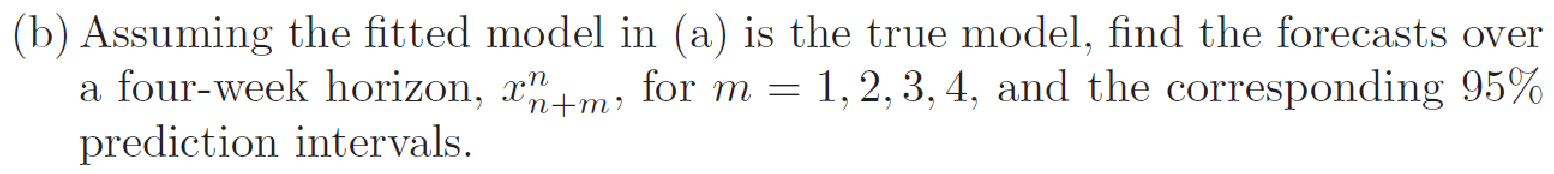 (b) Assuming the fitted model in (a) is the true model, find the forecasts over
a four-week horizon, $x_{n+m}^{n}$, for $m = 1, 2, 3, 4$, and the corresponding 95%
prediction intervals.